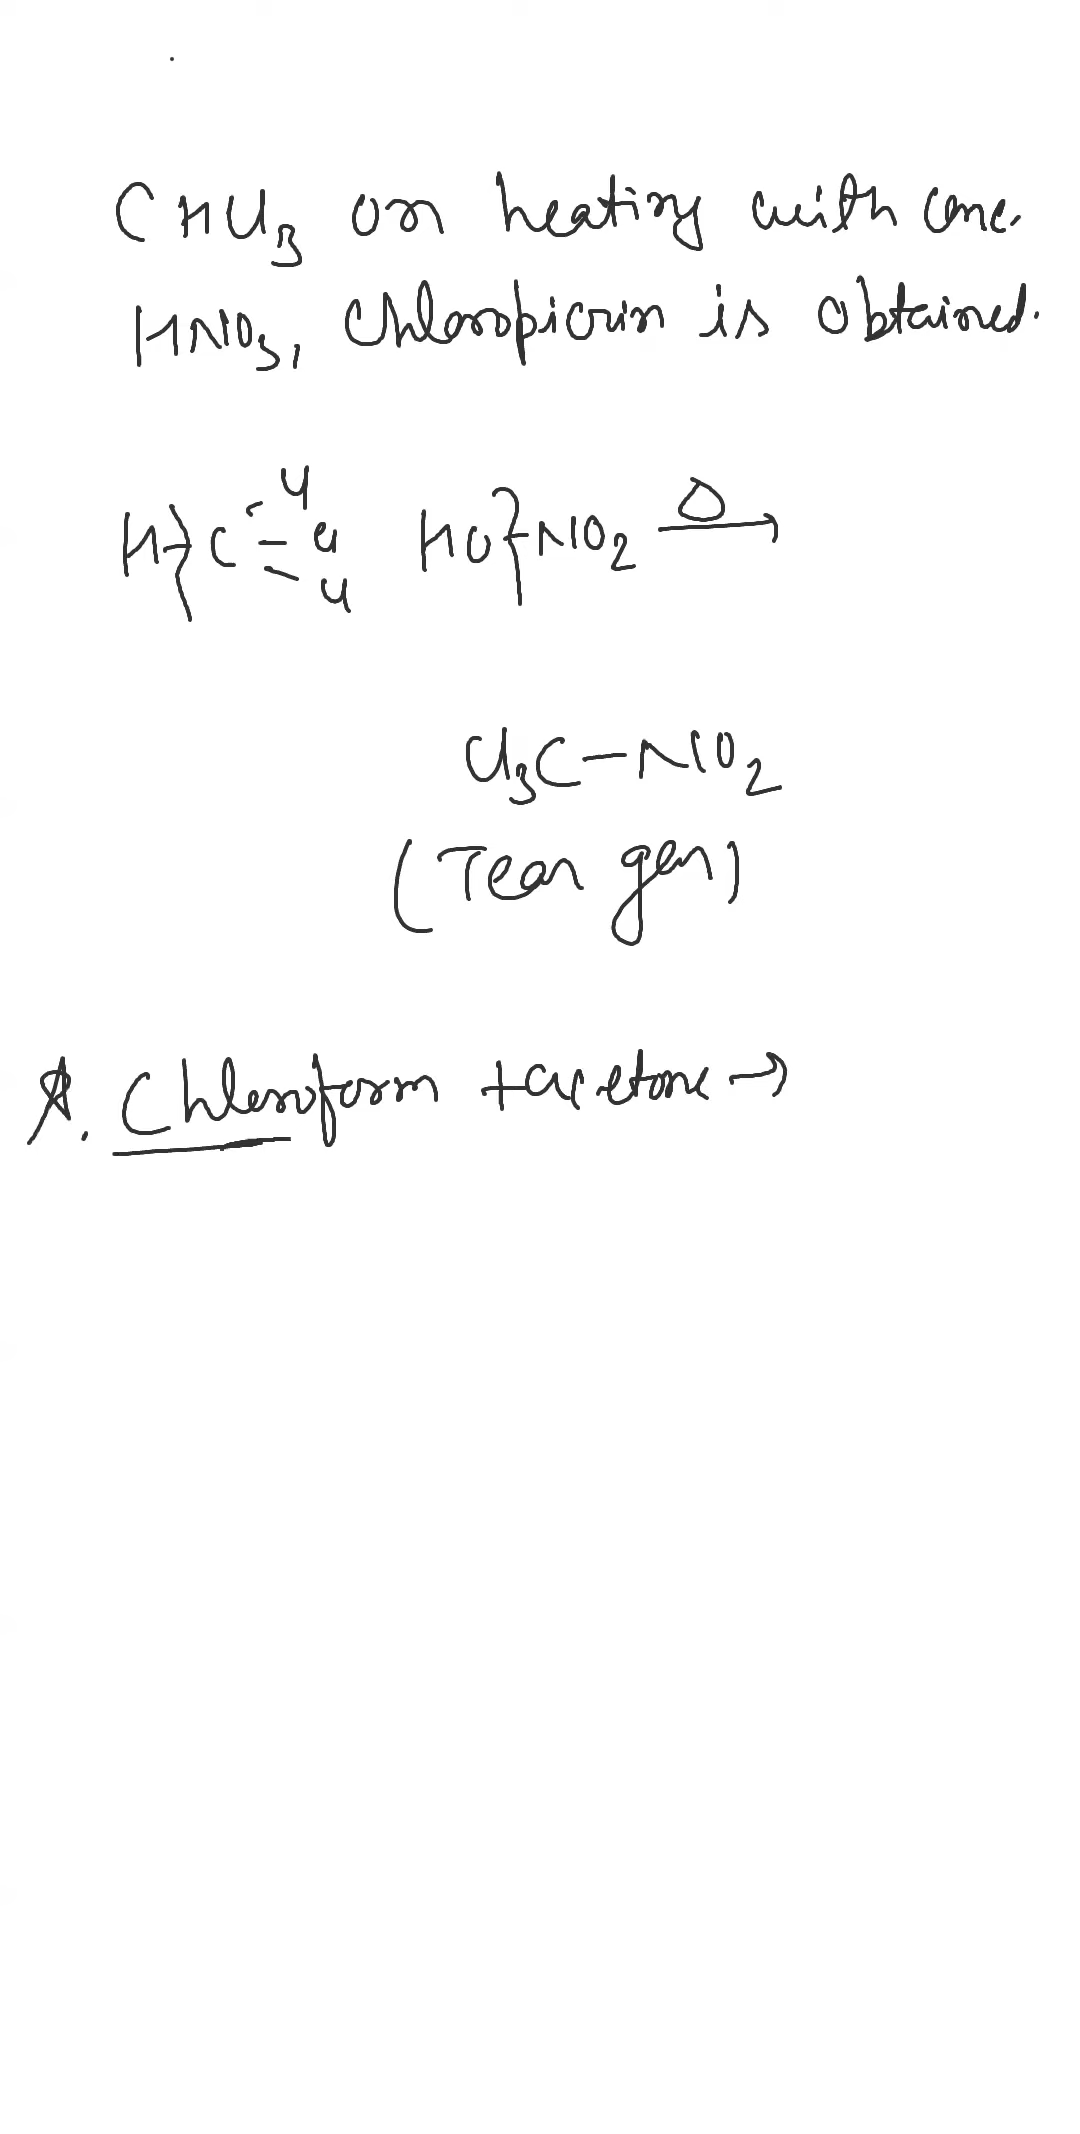 CHCl3 on heating with conc.
HNO3, Chloropicrin is obtained.
H}C Cl Cl Cl HO}NO2 Δ→
Cl3C-NO2
(Tear gas)
*. Chloroform + acetone →